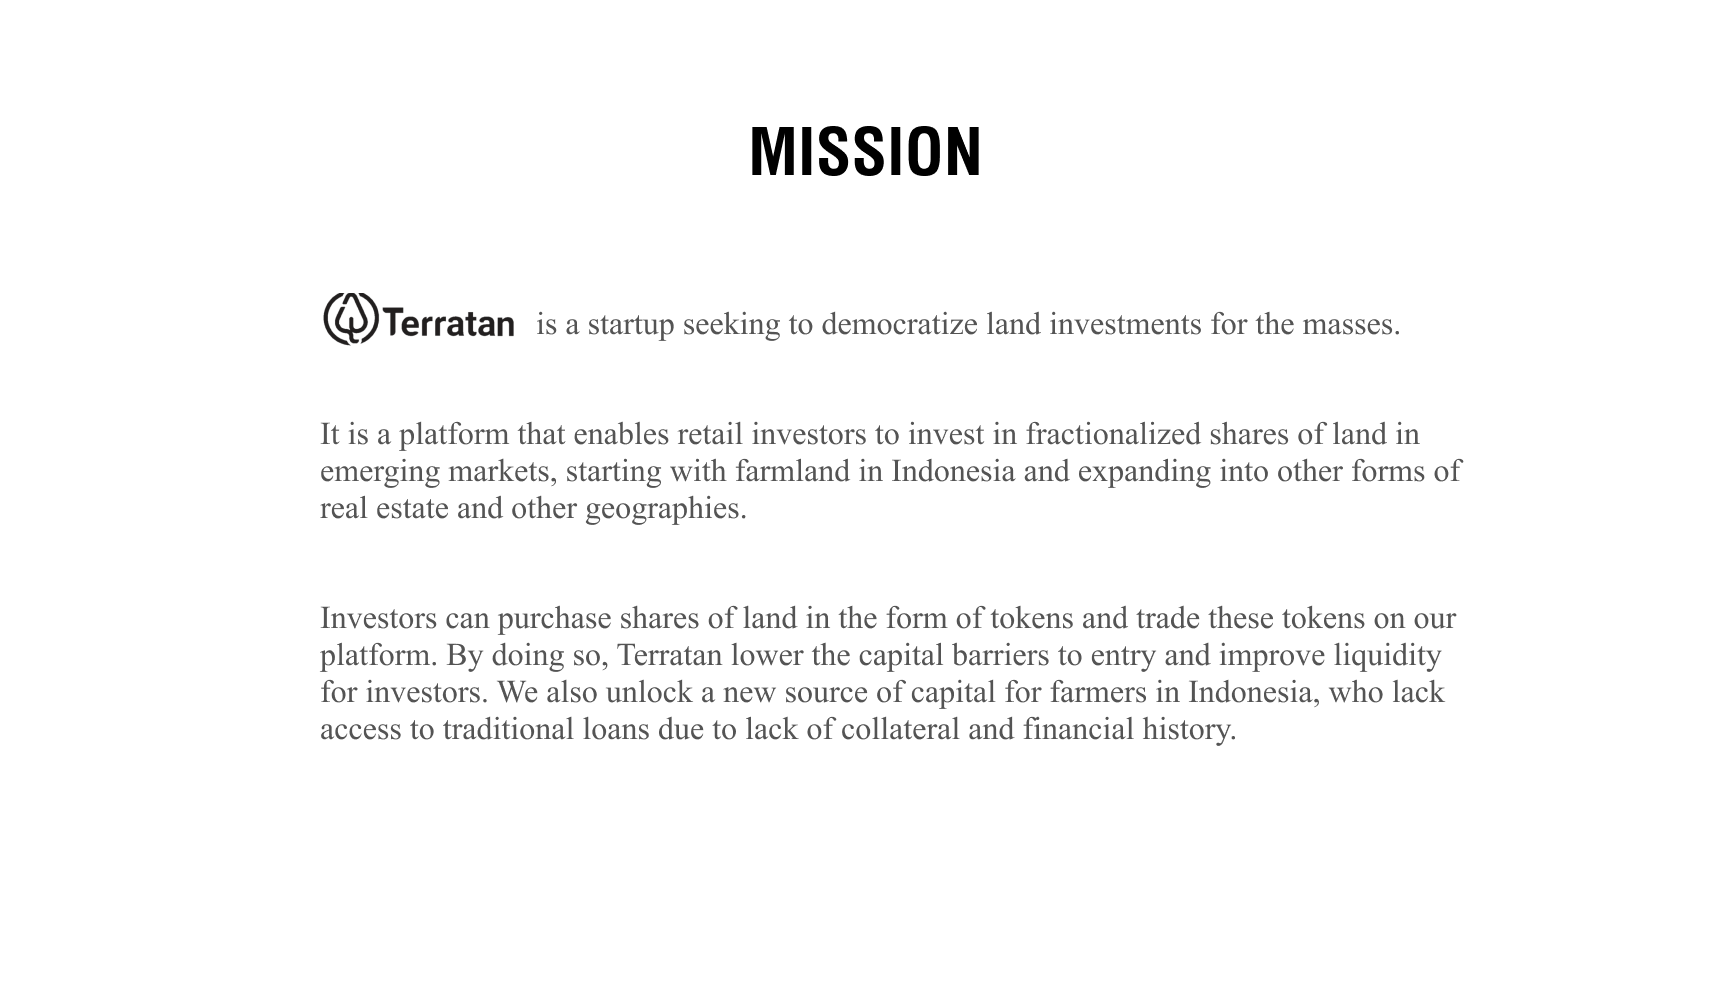 MISSION
Terratan is a startup seeking to democratize land investments for the masses.
It is a platform that enables retail investors to invest in fractionalized shares of land in
emerging markets, starting with farmland in Indonesia and expanding into other forms of
real estate and other geographies.
Investors can purchase shares of land in the form of tokens and trade these tokens on our
platform. By doing so, Terratan lower the capital barriers to entry and improve liquidity
for investors. We also unlock a new source of capital for farmers in Indonesia, who lack
access to traditional loans due to lack of collateral and financial history.